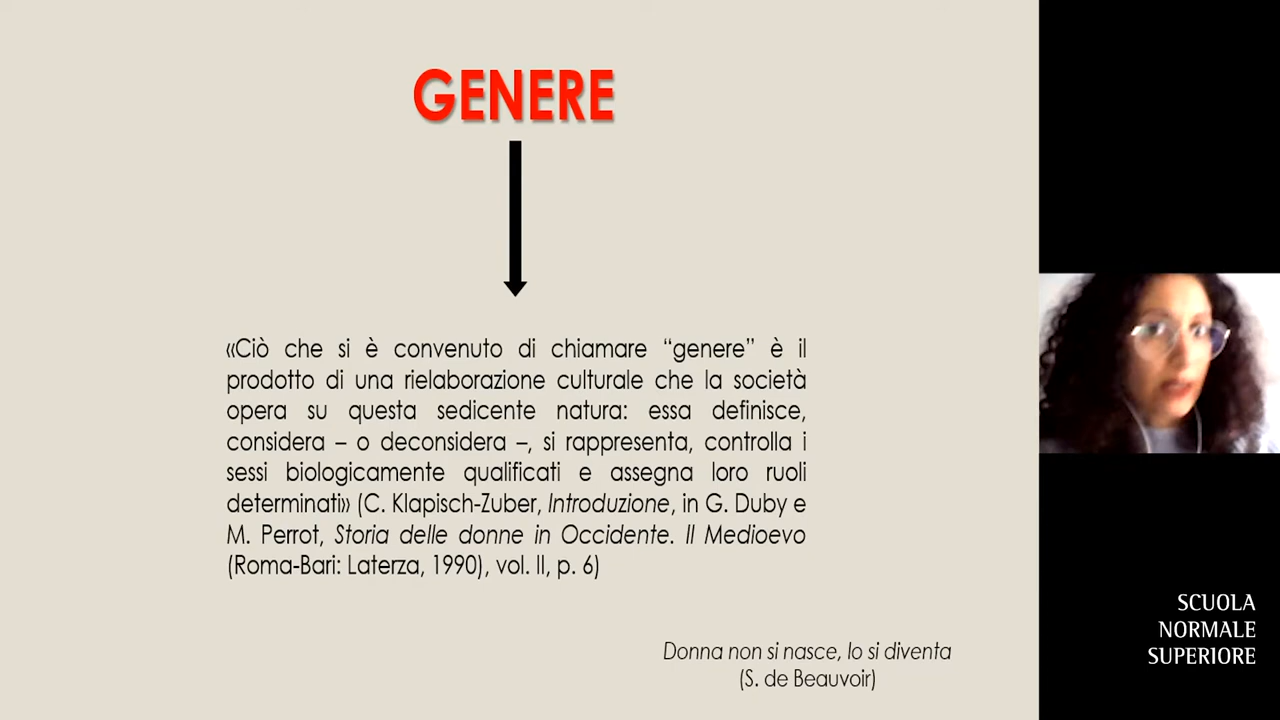 GENERE
«Ciò che si è convenuto di chiamare “genere” è il
prodotto di una rielaborazione culturale che la società
opera su questa sedicente natura: essa definisce,
considera – o deconsidera –, si rappresenta, controlla i
sessi biologicamente qualificati e assegna loro ruoli
determinati» (C. Klapisch-Zuber, Introduzione, in G. Duby e
M. Perrot, Storia delle donne in Occidente. Il Medioevo
(Roma-Bari: Laterza, 1990), vol. II, p. 6)
Donna non si nasce, lo si diventa
(S. de Beauvoir)
SCUOLA
NORMALE
SUPERIORE